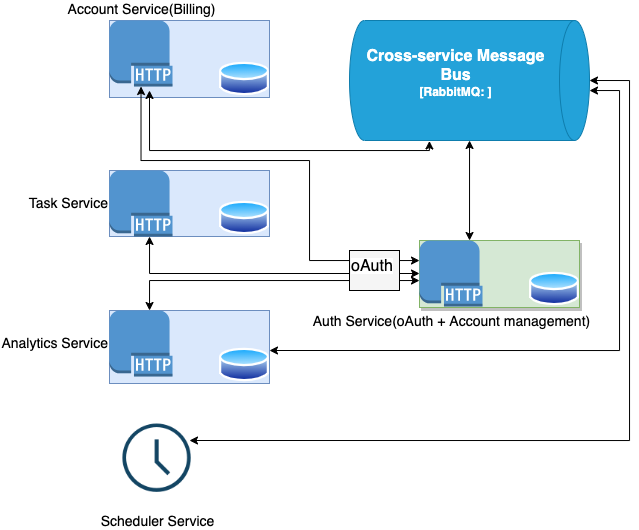 Account Service(Billing)
HTTP
Cross-service Message
Bus
[RabbitMQ: ]
Task Service
HTTP
oAuth
HTTP
Auth Service(oAuth + Account management)
Analytics Service
HTTP
Scheduler Service